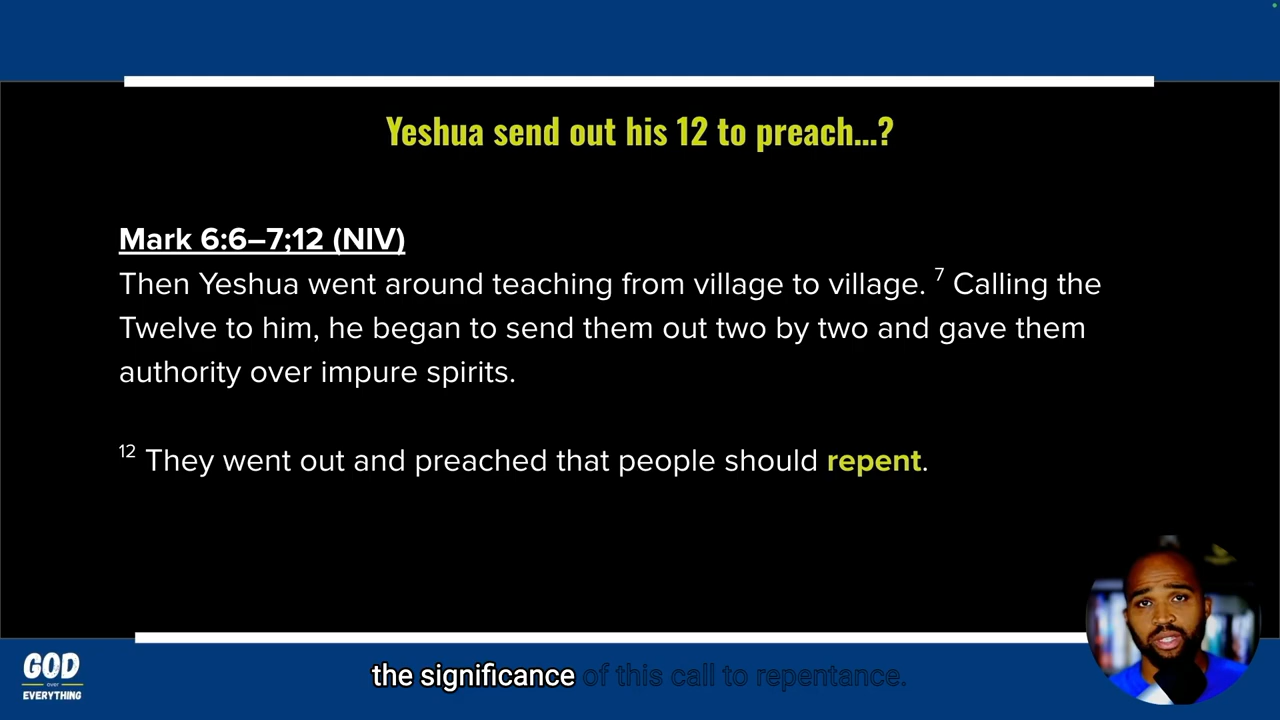 Yeshua send out his 12 to preach...?
Mark 6:6–7;12 (NIV)
Then Yeshua went around teaching from village to village. 7 Calling the
Twelve to him, he began to send them out two by two and gave them
authority over impure spirits.
12 They went out and preached that people should repent.
the significance of this call to repentance.
GOD
over
EVERYTHING